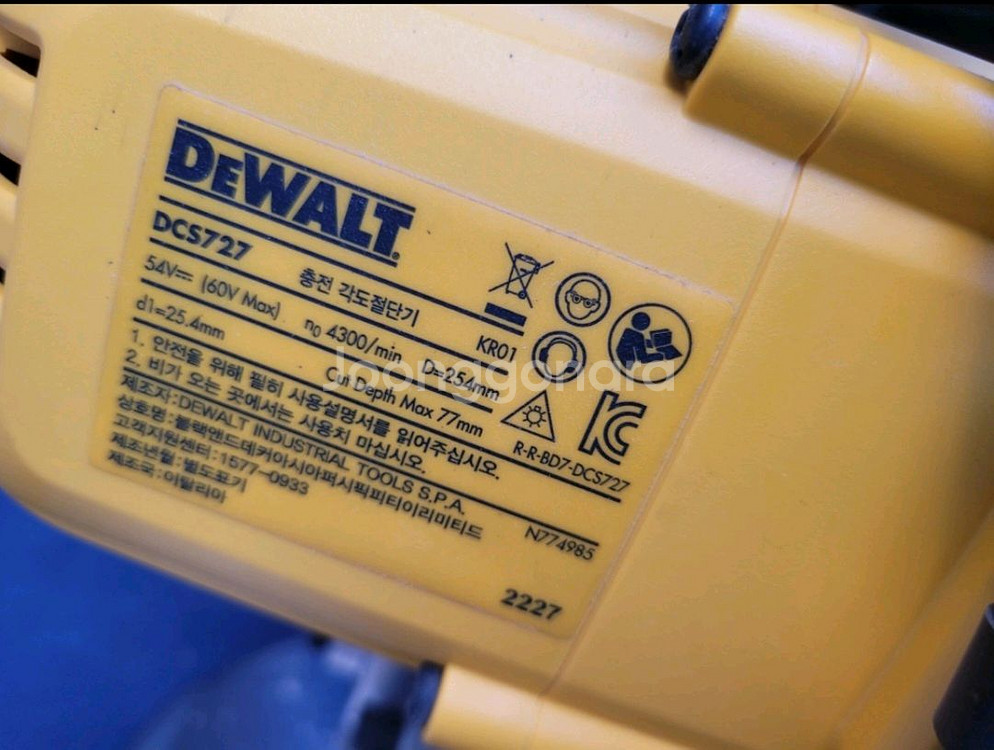 DEWALT
DCS727 충전 각도절단기 KR01
54V⎓ (60V Max) n₀ 4300/min D=254mm
d1=25.4mm Cut Depth Max 77mm
1. 안전을 위해 필히 사용설명서를 읽어주십시오.
2. 비가 오는 곳에서는 사용치 마십시오.
R-R-BD7-DCS727
제조자:DEWALT INDUSTRIAL TOOLS S.P.A.
상호명:블랙앤드데커아시아퍼시픽피티이리미티드
고객지원센터:1577-0933
제조년월:별도표기
제조국:이탈리아
N774985
2227
Joonggonara